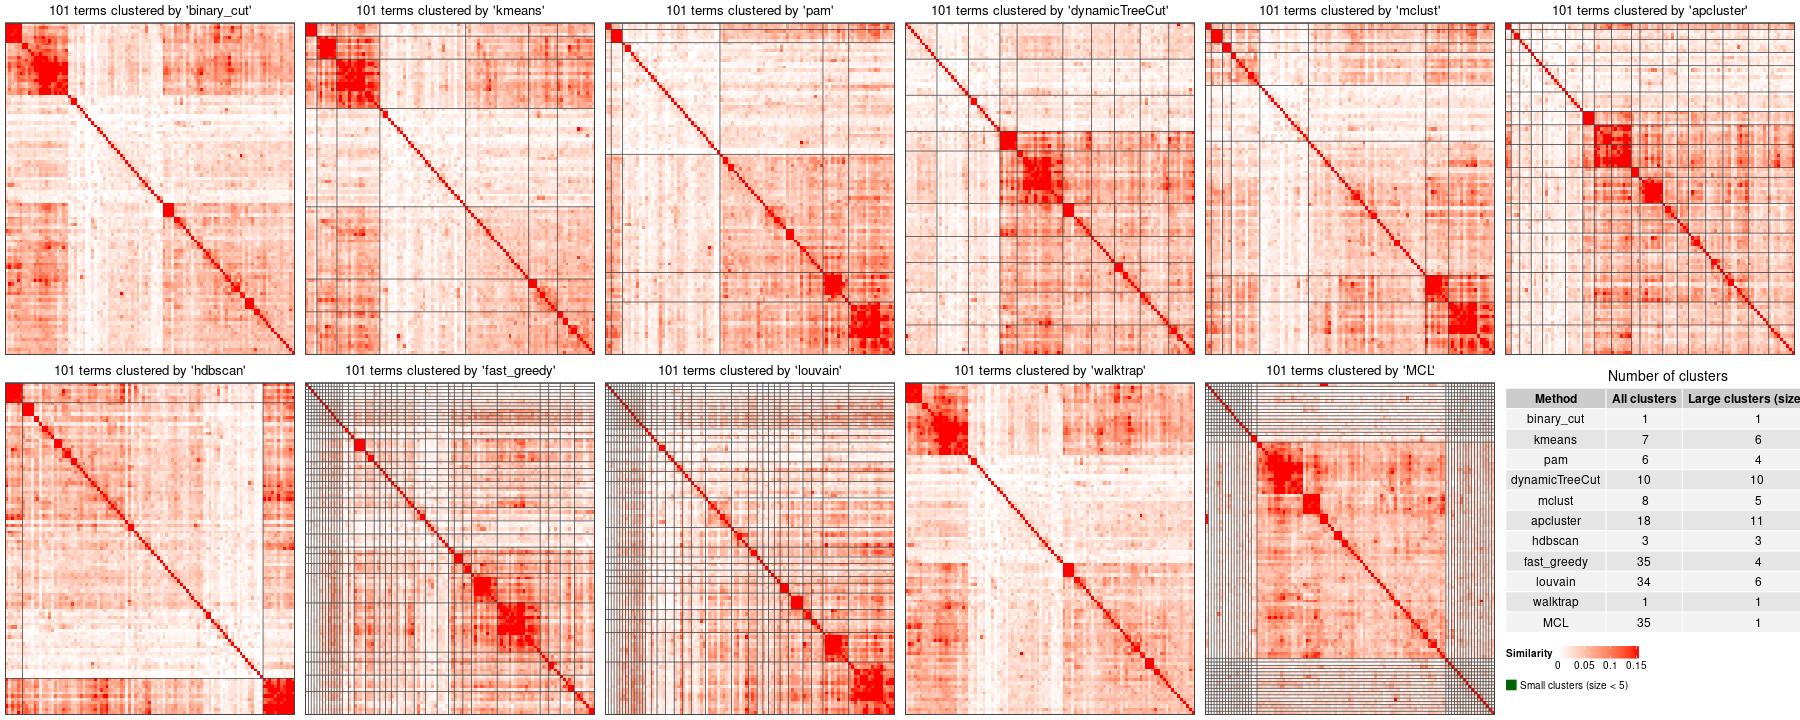 101 terms clustered by 'binary_cut'
101 terms clustered by 'kmeans'
101 terms clustered by 'pam'
101 terms clustered by 'dynamicTreeCut'
101 terms clustered by 'mclust'
101 terms clustered by 'apcluster'
101 terms clustered by 'hdbscan'
101 terms clustered by 'fast_greedy'
101 terms clustered by 'louvain'
101 terms clustered by 'walktrap'
101 terms clustered by 'MCL'
Number of clusters
Method All clusters Large clusters (size
binary_cut 1 1
kmeans 7 6
pam 6 4
dynamicTreeCut 10 10
mclust 8 5
apcluster 18 11
hdbscan 3 3
fast_greedy 35 4
louvain 34 6
walktrap 1 1
MCL 35 1
Similarity
0 0.05 0.1 0.15
Small clusters (size < 5)